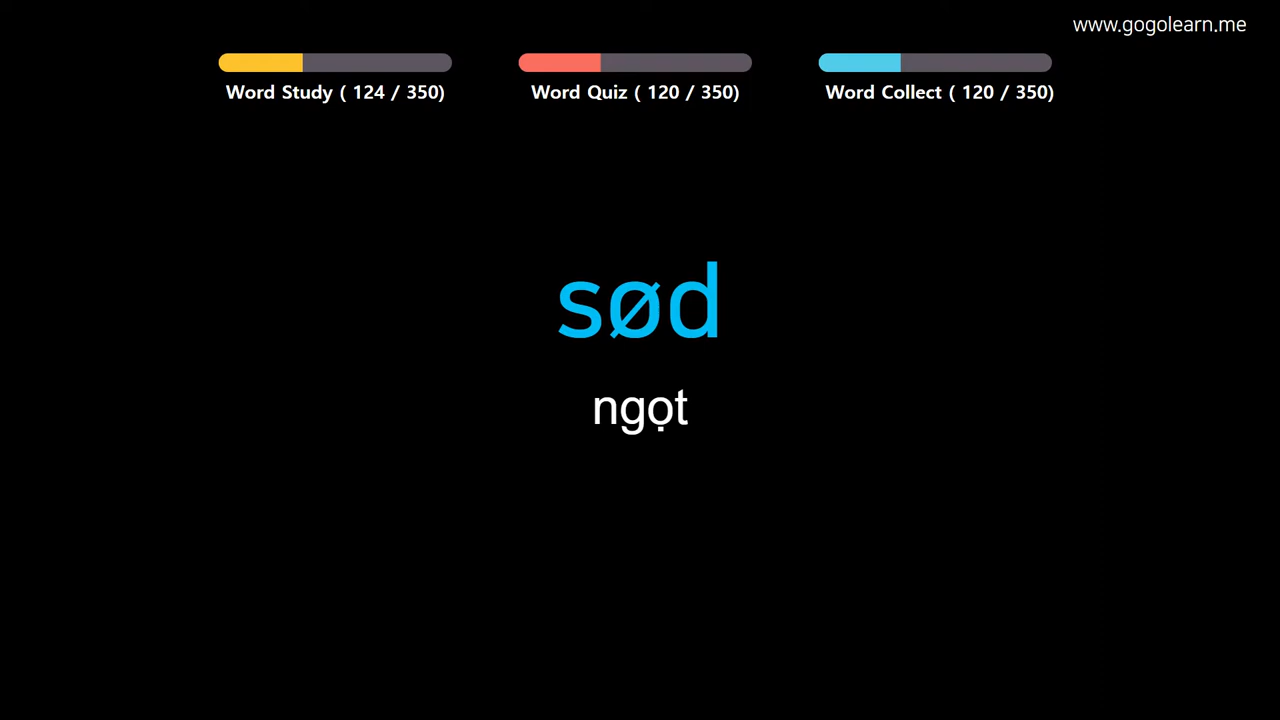 www.gogolearn.me
Word Study ( 124 / 350)
Word Quiz ( 120 / 350)
Word Collect ( 120 / 350)
sød
ngọt